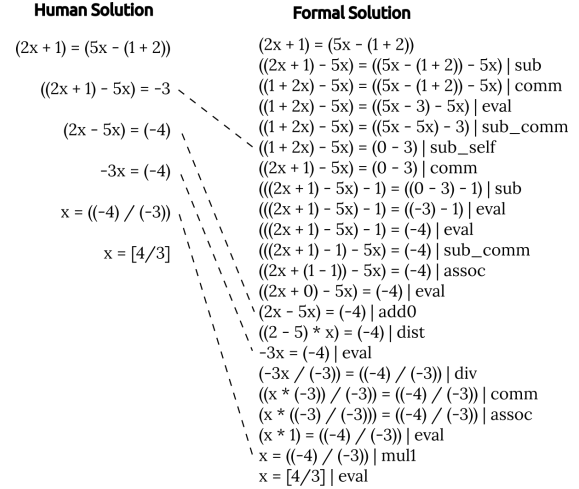 Human Solution
(2x + 1) = (5x - (1 + 2))
((2x + 1) - 5x) = -3
(2x - 5x) = (-4)
-3x = (-4)
x = ((-4) / (-3))
x = [4/3]
Formal Solution
(2x + 1) = (5x - (1 + 2))
((2x + 1) - 5x) = ((5x - (1 + 2)) - 5x) | sub
((1 + 2x) - 5x) = ((5x - (1 + 2)) - 5x) | comm
((1 + 2x) - 5x) = ((5x - 3) - 5x) | eval
((1 + 2x) - 5x) = ((5x - 5x) - 3) | sub_comm
((1 + 2x) - 5x) = (0 - 3) | sub_self
((2x + 1) - 5x) = (0 - 3) | comm
(((2x + 1) - 5x) - 1) = ((0 - 3) - 1) | sub
(((2x + 1) - 5x) - 1) = ((-3) - 1) | eval
(((2x + 1) - 5x) - 1) = (-4) | eval
(((2x + 1) - 1) - 5x) = (-4) | sub_comm
((2x + (1 - 1)) - 5x) = (-4) | assoc
((2x + 0) - 5x) = (-4) | eval
(2x - 5x) = (-4) | add0
((2 - 5) * x) = (-4) | dist
-3x = (-4) | eval
(-3x / (-3)) = ((-4) / (-3)) | div
((x * (-3)) / (-3)) = ((-4) / (-3)) | comm
(x * ((-3) / (-3))) = ((-4) / (-3)) | assoc
(x * 1) = ((-4) / (-3)) | eval
x = ((-4) / (-3)) | mul1
x = [4/3] | eval